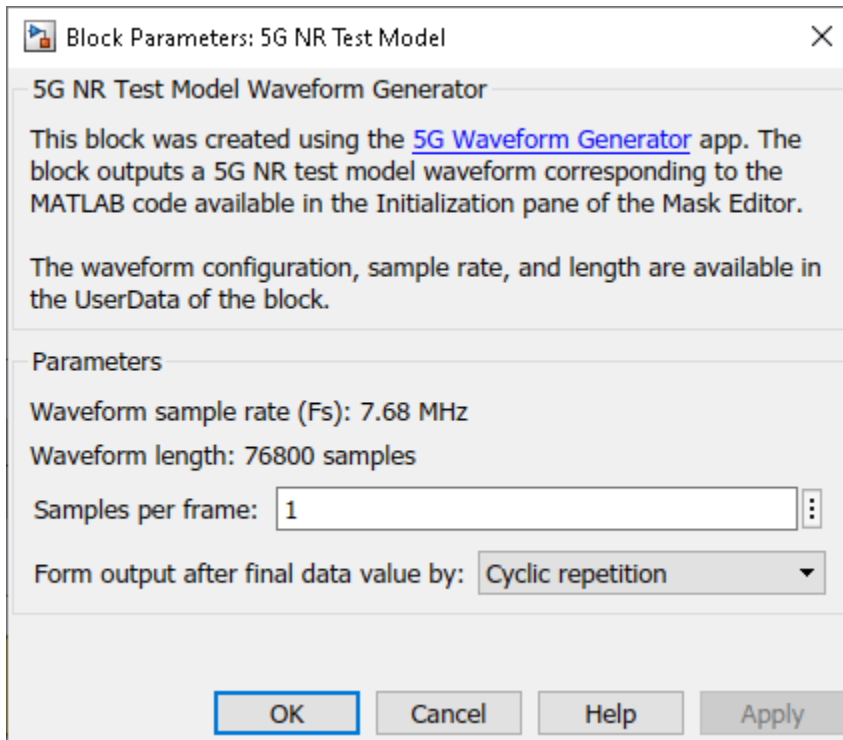 Block Parameters: 5G NR Test Model
5G NR Test Model Waveform Generator
This block was created using the 5G Waveform Generator app. The
block outputs a 5G NR test model waveform corresponding to the
MATLAB code available in the Initialization pane of the Mask Editor.
The waveform configuration, sample rate, and length are available in
the UserData of the block.
Parameters
Waveform sample rate (Fs): 7.68 MHz
Waveform length: 76800 samples
Samples per frame: 1
Form output after final data value by: Cyclic repetition
OK Cancel Help Apply